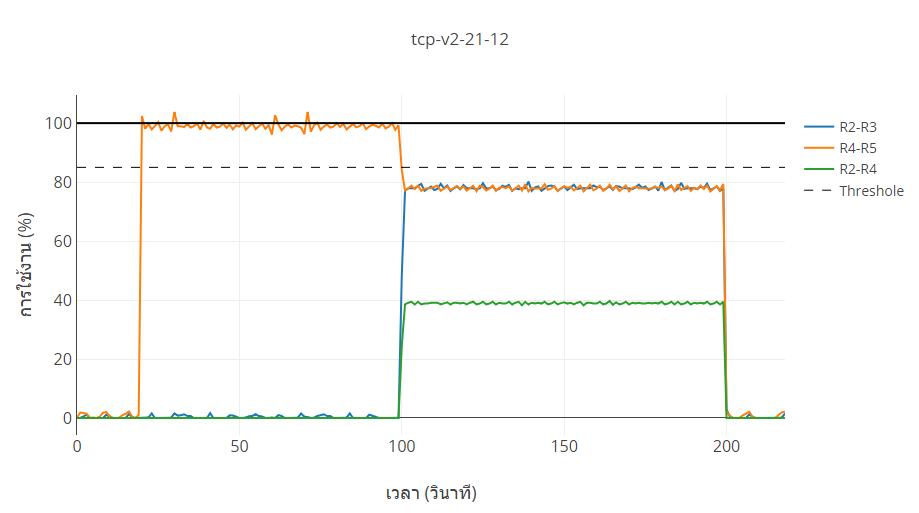 tcp-v2-21-12
100
80
60
40
20
0
การใช้งาน (%)
0 50 100 150 200
เวลา (วินาที)
R2-R3
R4-R5
R2-R4
Threshole